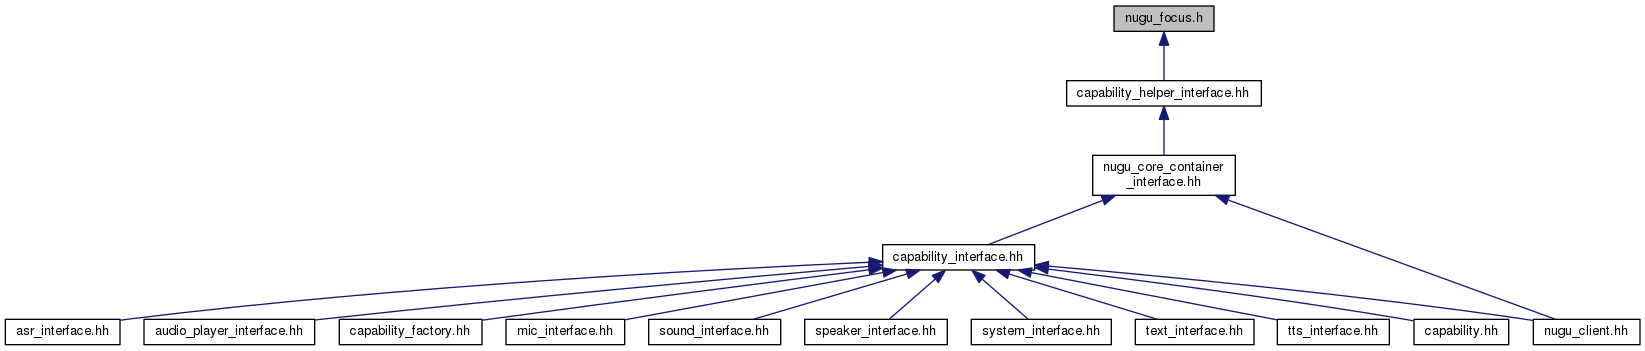 nugu_focus.h
capability_helper_interface.hh
nugu_core_container
_interface.hh
capability_interface.hh
asr_interface.hh
audio_player_interface.hh
capability_factory.hh
mic_interface.hh
sound_interface.hh
speaker_interface.hh
system_interface.hh
text_interface.hh
tts_interface.hh
capability.hh
nugu_client.hh